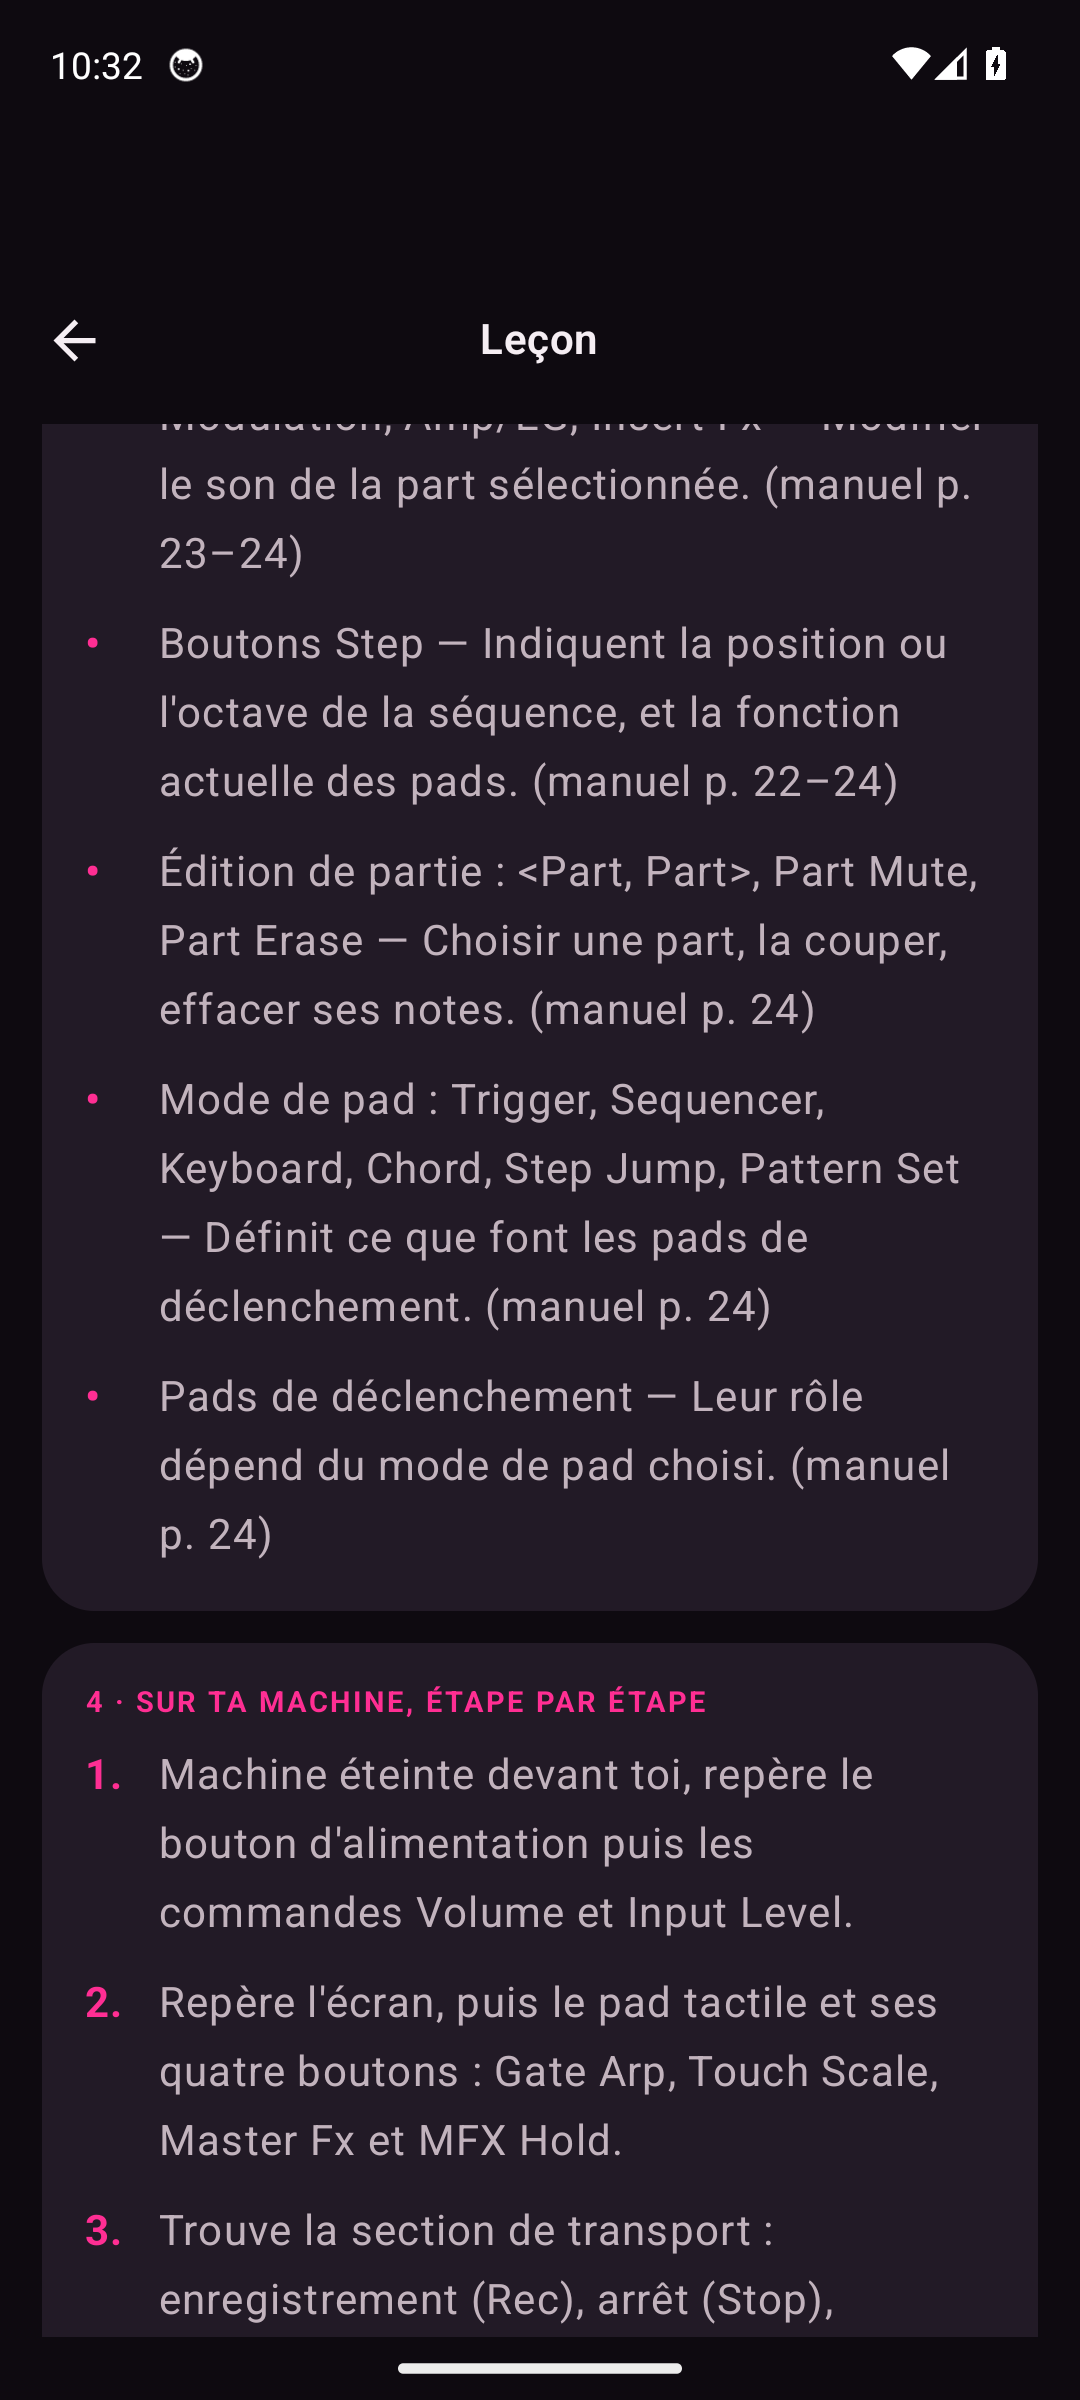 10:32
Leçon
Modulation, Amp/EG, Insert Fx — Modifier
le son de la part sélectionnée. (manuel p.
23–24)
• Boutons Step — Indiquent la position ou
l'octave de la séquence, et la fonction
actuelle des pads. (manuel p. 22–24)
• Édition de partie : <Part, Part>, Part Mute,
Part Erase — Choisir une part, la couper,
effacer ses notes. (manuel p. 24)
• Mode de pad : Trigger, Sequencer,
Keyboard, Chord, Step Jump, Pattern Set
— Définit ce que font les pads de
déclenchement. (manuel p. 24)
• Pads de déclenchement — Leur rôle
dépend du mode de pad choisi. (manuel
p. 24)
4 · SUR TA MACHINE, ÉTAPE PAR ÉTAPE
1. Machine éteinte devant toi, repère le
bouton d'alimentation puis les
commandes Volume et Input Level.
2. Repère l'écran, puis le pad tactile et ses
quatre boutons : Gate Arp, Touch Scale,
Master Fx et MFX Hold.
3. Trouve la section de transport :
enregistrement (Rec), arrêt (Stop),